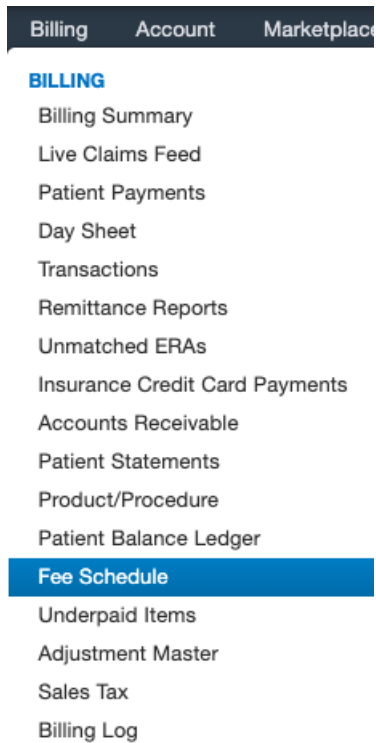 Billing Account Marketplace
BILLING
Billing Summary
Live Claims Feed
Patient Payments
Day Sheet
Transactions
Remittance Reports
Unmatched ERAs
Insurance Credit Card Payments
Accounts Receivable
Patient Statements
Product/Procedure
Patient Balance Ledger
Fee Schedule
Underpaid Items
Adjustment Master
Sales Tax
Billing Log